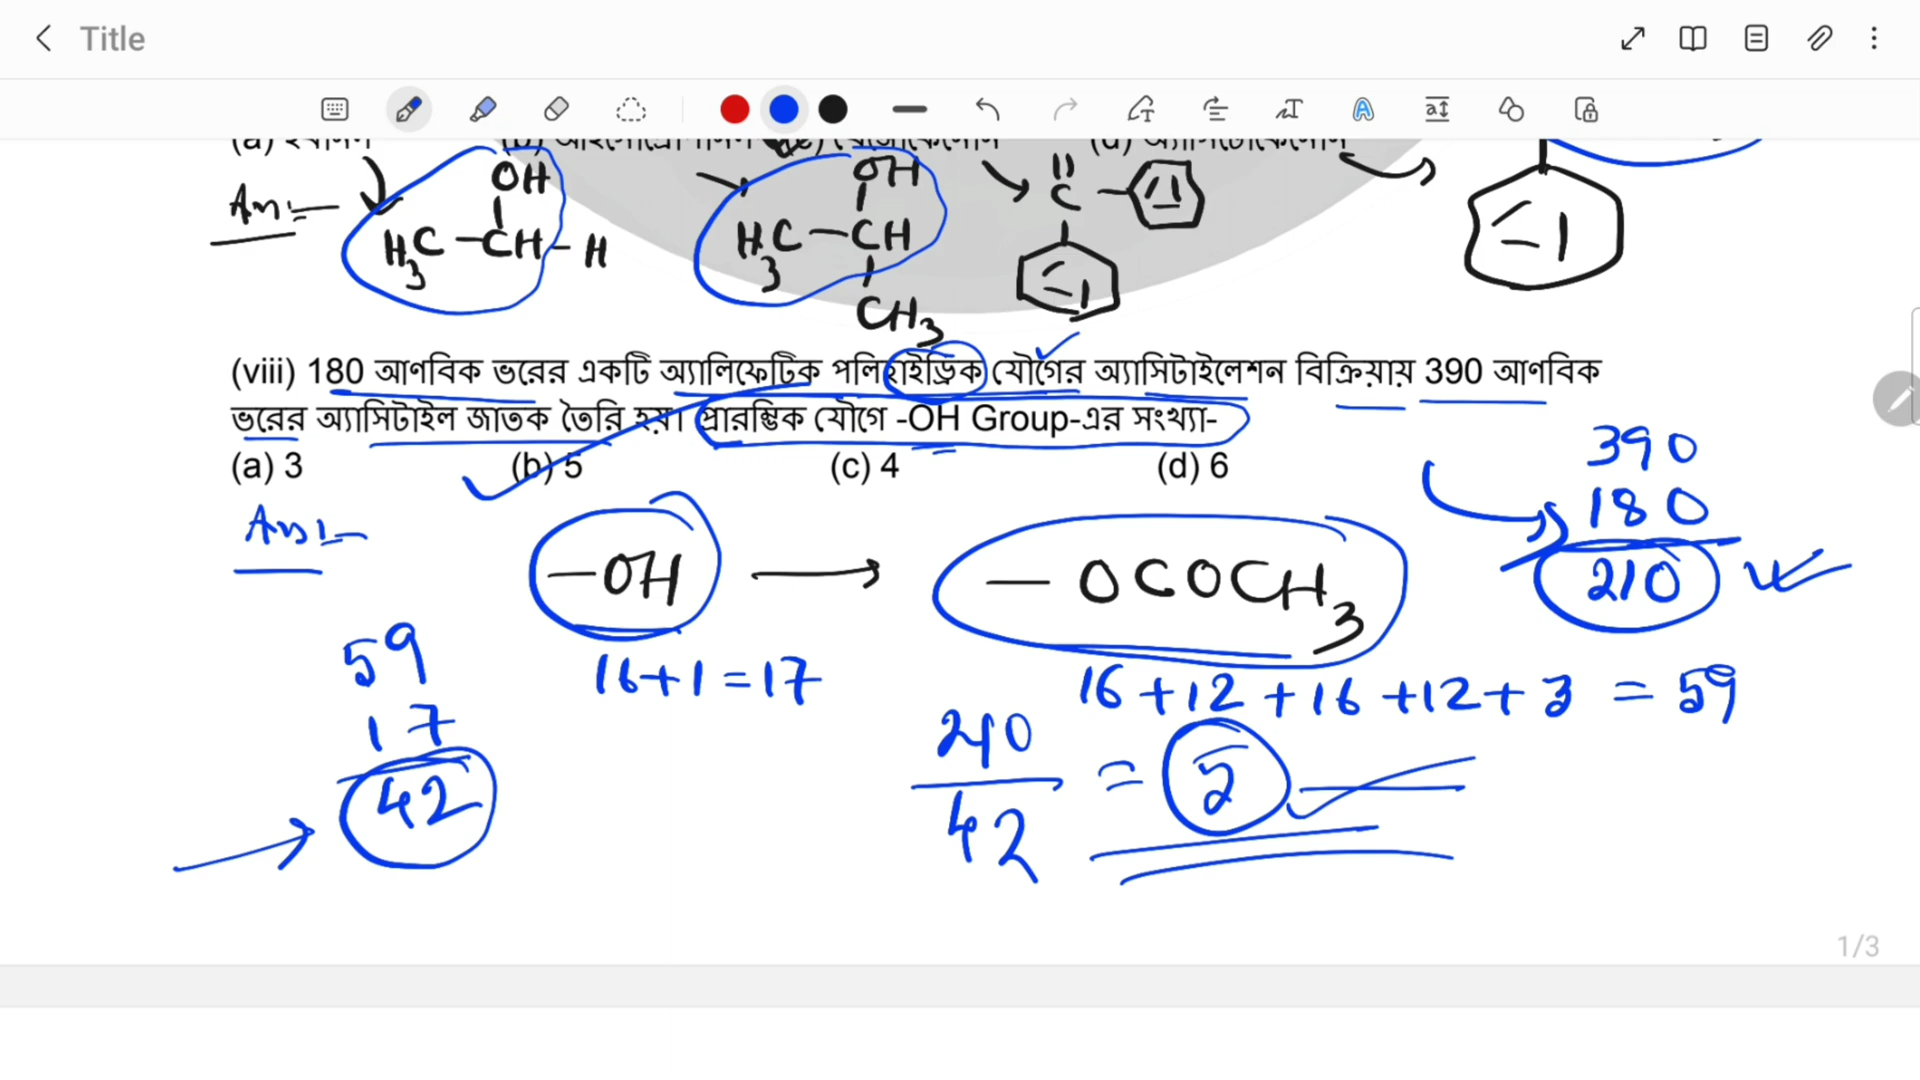 Title
Ans:-
OH
H3C-CH-H
OH
H3C-CH
CH3
C
(viii) 180 আণবিক ভরের একটি অ্যালিফেটিক পলিহাইড্রিক যৌগের অ্যাসিটাইলেশন বিক্রিয়ায় 390 আণবিক
ভরের অ্যাসিটাইল জাতক তৈরি হয়। প্রারম্ভিক যৌগে -OH Group-এর সংখ্যা-
(a) 3 (b) 5 (c) 4 (d) 6
390
180
210
Ans:-
-OH → -OCOCH3
16+1=17
16+12+16+12+3=59
59
17
42
210
42
= 5
1/3